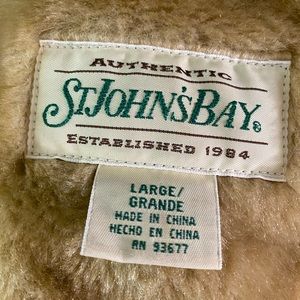 AUTHENTIC
ST JOHN'S BAY®
ESTABLISHED 1984
LARGE/
GRANDE
MADE IN CHINA
HECHO EN CHINA
RN 93677